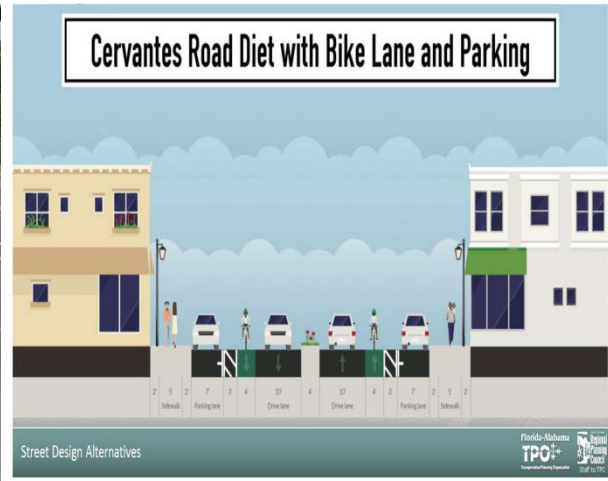 Cervantes Road Diet with Bike Lane and Parking
2' 5' 2' 7' 3' 4' 10' 4' 10' 4' 3' 7' 2' 5' 2'
Sidewalk Parking lane Drive lane Drive lane Parking lane Sidewalk
Street Design Alternatives
Florida-Alabama
TPO
Transportation Planning Organization
Regional
Planning
Council
Staff to TPO